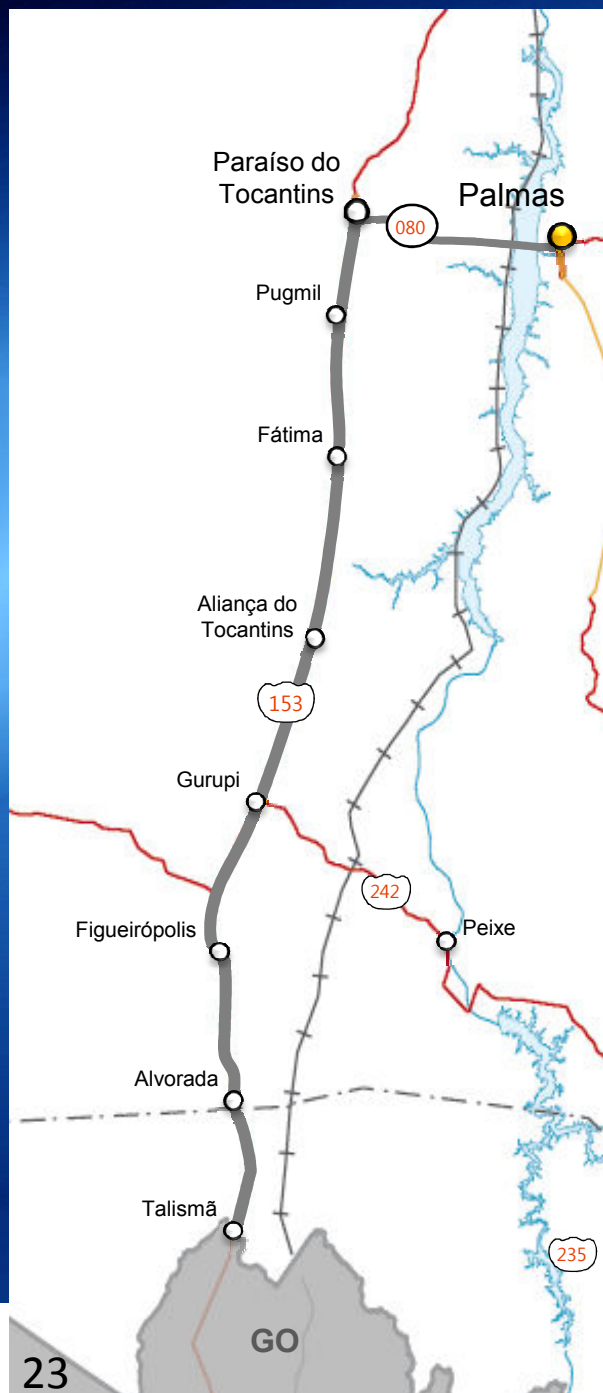 Paraíso do
Tocantins
Palmas
080
Pugmil
Fátima
Aliança do
Tocantins
153
Gurupi
242
Figueirópolis
Peixe
Alvorada
Talismã
235
GO
23